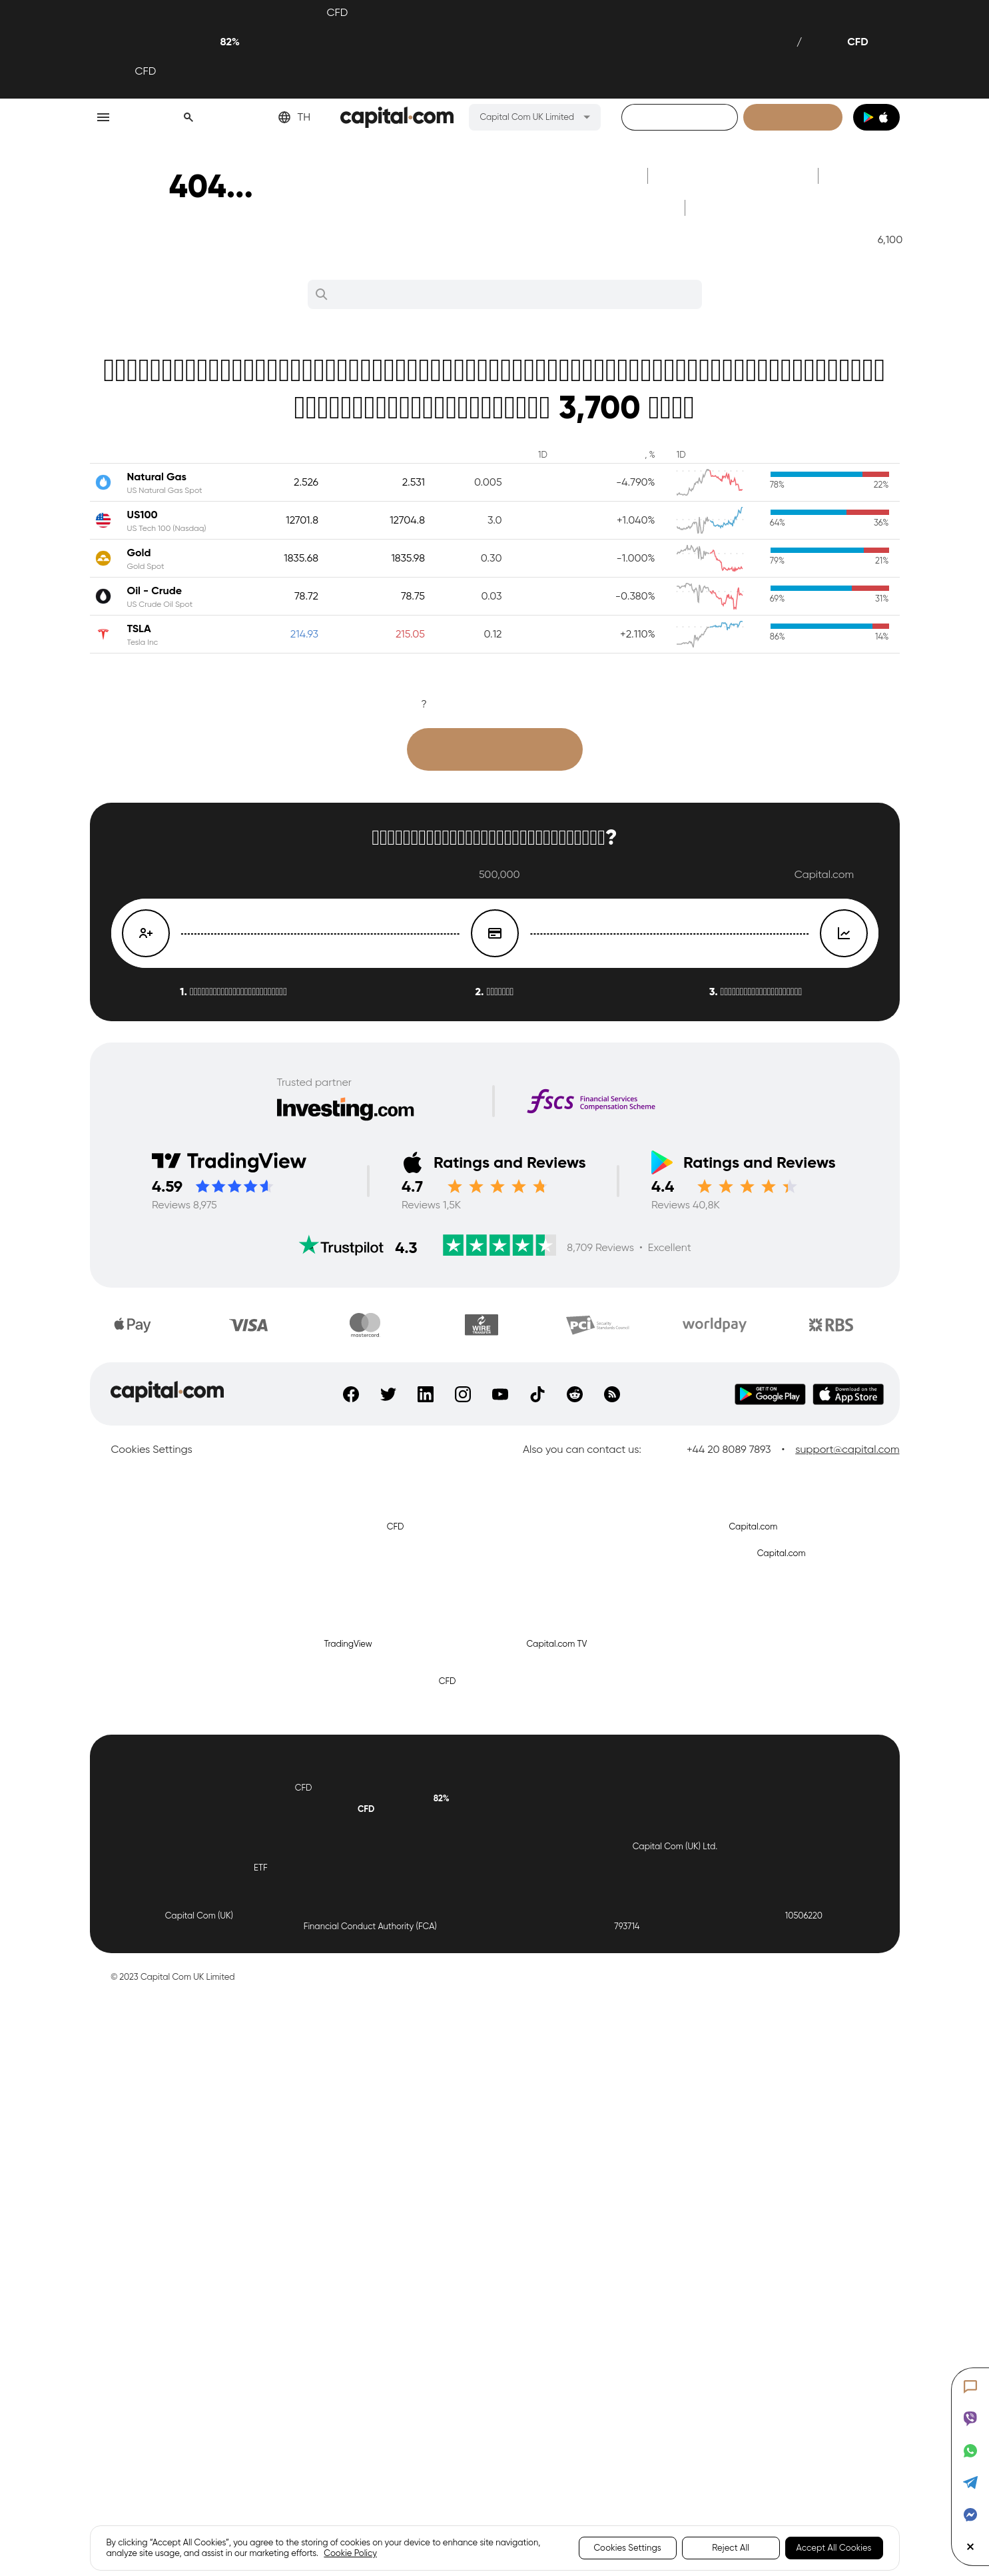 CFD
82% / CFD
CFD
TH
capital.com
Capital Com UK Limited
404...
6,100
3,700
1D , % 1D
Natural Gas 2.526 2.531 0.005 -4.790%
US Natural Gas Spot 78% 22%
US100 12701.8 12704.8 3.0 +1.040%
US Tech 100 (Nasdaq) 64% 36%
Gold 1835.68 1835.98 0.30 -1.000%
Gold Spot 79% 21%
Oil - Crude 78.72 78.75 0.03 -0.380%
US Crude Oil Spot 69% 31%
TSLA 214.93 215.05 0.12 +2.110%
Tesla Inc 86% 14%
?
?
500,000 Capital.com
1. 2. 3.
Trusted partner
Investing.com
fscs Financial Services
Compensation Scheme
TradingView
4.59
Reviews 8,975
Ratings and Reviews
4.7
Reviews 1,5K
Ratings and Reviews
4.4
Reviews 40,8K
Trustpilot 4.3 8,709 Reviews • Excellent
Pay VISA mastercard WIRE TRANSFER PCI Security Standards Council worldpay RBS
capital.com
GET IT ON
Google Play
Download on the
App Store
Cookies Settings
Also you can contact us: +44 20 8089 7893 • support@capital.com
CFD Capital.com
Capital.com
TradingView Capital.com TV
CFD
CFD
82%
CFD
Capital Com (UK) Ltd.
ETF
Capital Com (UK) 10506220
Financial Conduct Authority (FCA) 793714
© 2023 Capital Com UK Limited
By clicking “Accept All Cookies”, you agree to the storing of cookies on your device to enhance site navigation,
analyze site usage, and assist in our marketing efforts. Cookie Policy
Cookies Settings
Reject All
Accept All Cookies